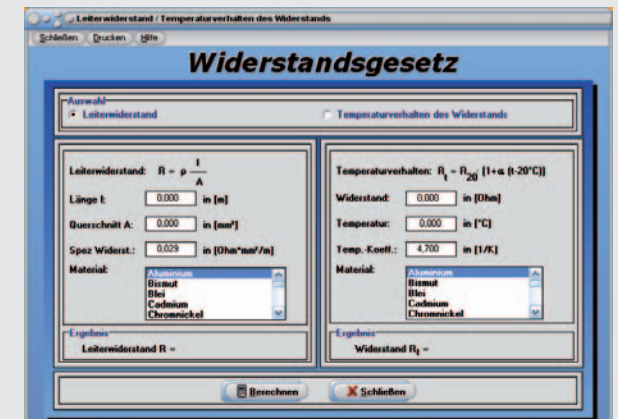 Leiterwiderstand / Temperaturverhalten des Widerstands
Schließen Drucken Hilfe
Widerstandsgesetz
Auswahl
Leiterwiderstand
Temperaturverhalten des Widerstands
Leiterwiderstand: R = ρ l
A
Länge l: 0,000 in [m]
Querschnitt A: 0,000 in [mm²]
Spez Widerst.: 0,029 in [Ohm*mm²/m]
Material: Aluminium
Bismut
Blei
Cadmium
Chromnickel
Ergebnis
Leiterwiderstand R =
Temperaturverhalten: Rt = R20· [1+α (t-20°C)]
Widerstand: 0,000 in [Ohm]
Temperatur: 0,000 in [°C]
Temp.-Koeff.: 4,700 in [1/K]
Material: Aluminium
Bismut
Blei
Cadmium
Chromnickel
Ergebnis
Widerstand Rt =
Berechnen
Schließen